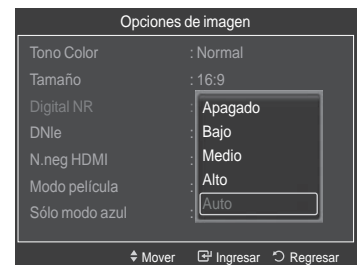 Opciones de imagen
Tono Color : Normal
Tamaño : 16:9
Digital NR :
DNIe :
N.neg HDMI :
Modo película :
Sólo modo azul :
Apagado
Bajo
Medio
Alto
Auto
Mover Ingresar Regresar